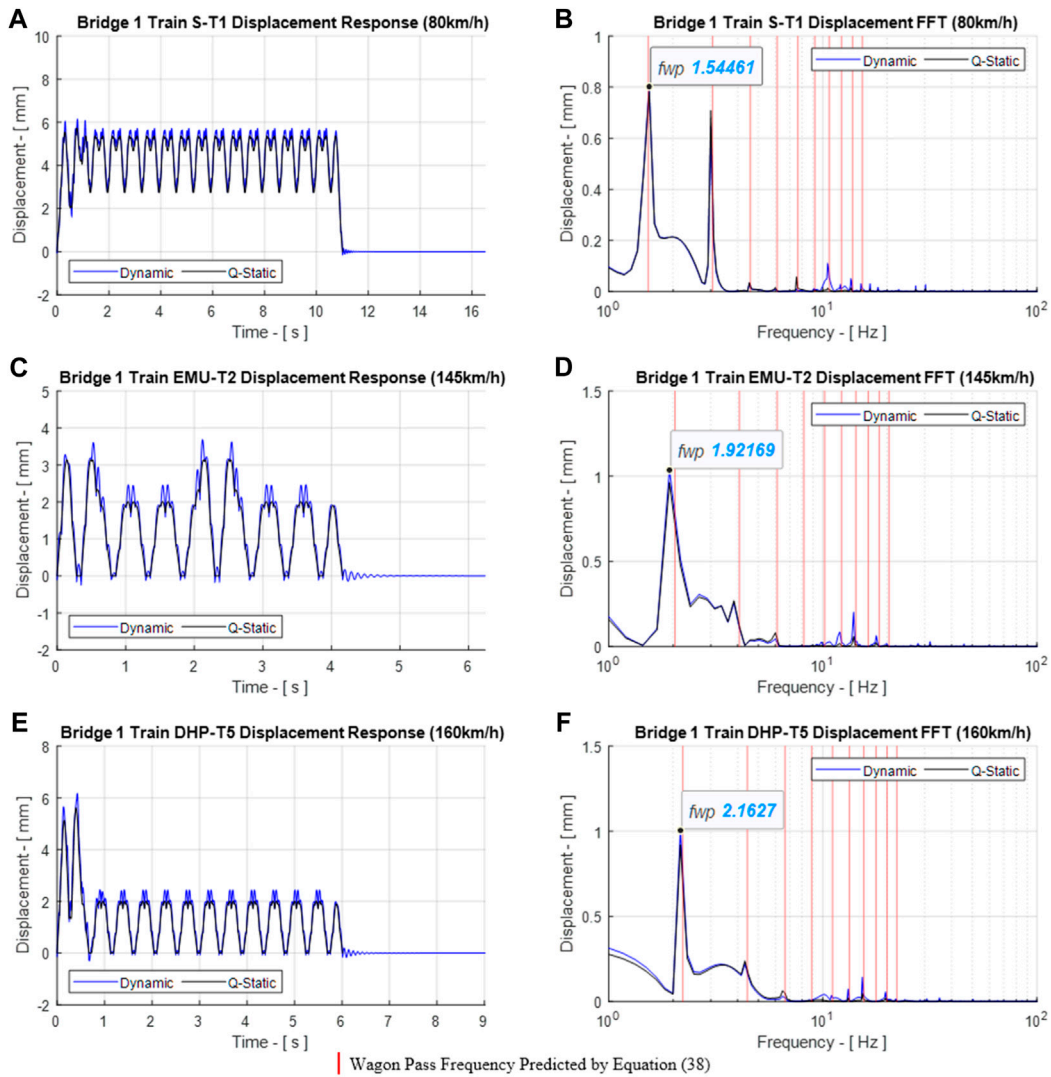 A
Bridge 1 Train S-T1 Displacement Response (80km/h)
Displacement - [ mm ]
10
8
6
4
2
0
-2
Dynamic Q-Static
0 2 4 6 8 10 12 14 16
Time - [ s ]
B
Bridge 1 Train S-T1 Displacement FFT (80km/h)
Displacement - [ mm ]
1
0.8
0.6
0.4
0.2
0
fwp 1.54461
Dynamic Q-Static
10^0 10^1 10^2
Frequency - [ Hz ]
C
Bridge 1 Train EMU-T2 Displacement Response (145km/h)
Displacement - [ mm ]
5
4
3
2
1
0
-1
-2
Dynamic Q-Static
0 1 2 3 4 5 6
Time - [ s ]
D
Bridge 1 Train EMU-T2 Displacement FFT (145km/h)
Displacement - [ mm ]
1.5
1
0.5
0
fwp 1.92169
Dynamic Q-Static
10^0 10^1 10^2
Frequency - [ Hz ]
E
Bridge 1 Train DHP-T5 Displacement Response (160km/h)
Displacement - [ mm ]
8
6
4
2
0
-2
Dynamic Q-Static
0 1 2 3 4 5 6 7 8 9
Time - [ s ]
F
Bridge 1 Train DHP-T5 Displacement FFT (160km/h)
Displacement - [ mm ]
1.5
1
0.5
0
fwp 2.1627
Dynamic Q-Static
10^0 10^1 10^2
Frequency - [ Hz ]
Wagon Pass Frequency Predicted by Equation (38)